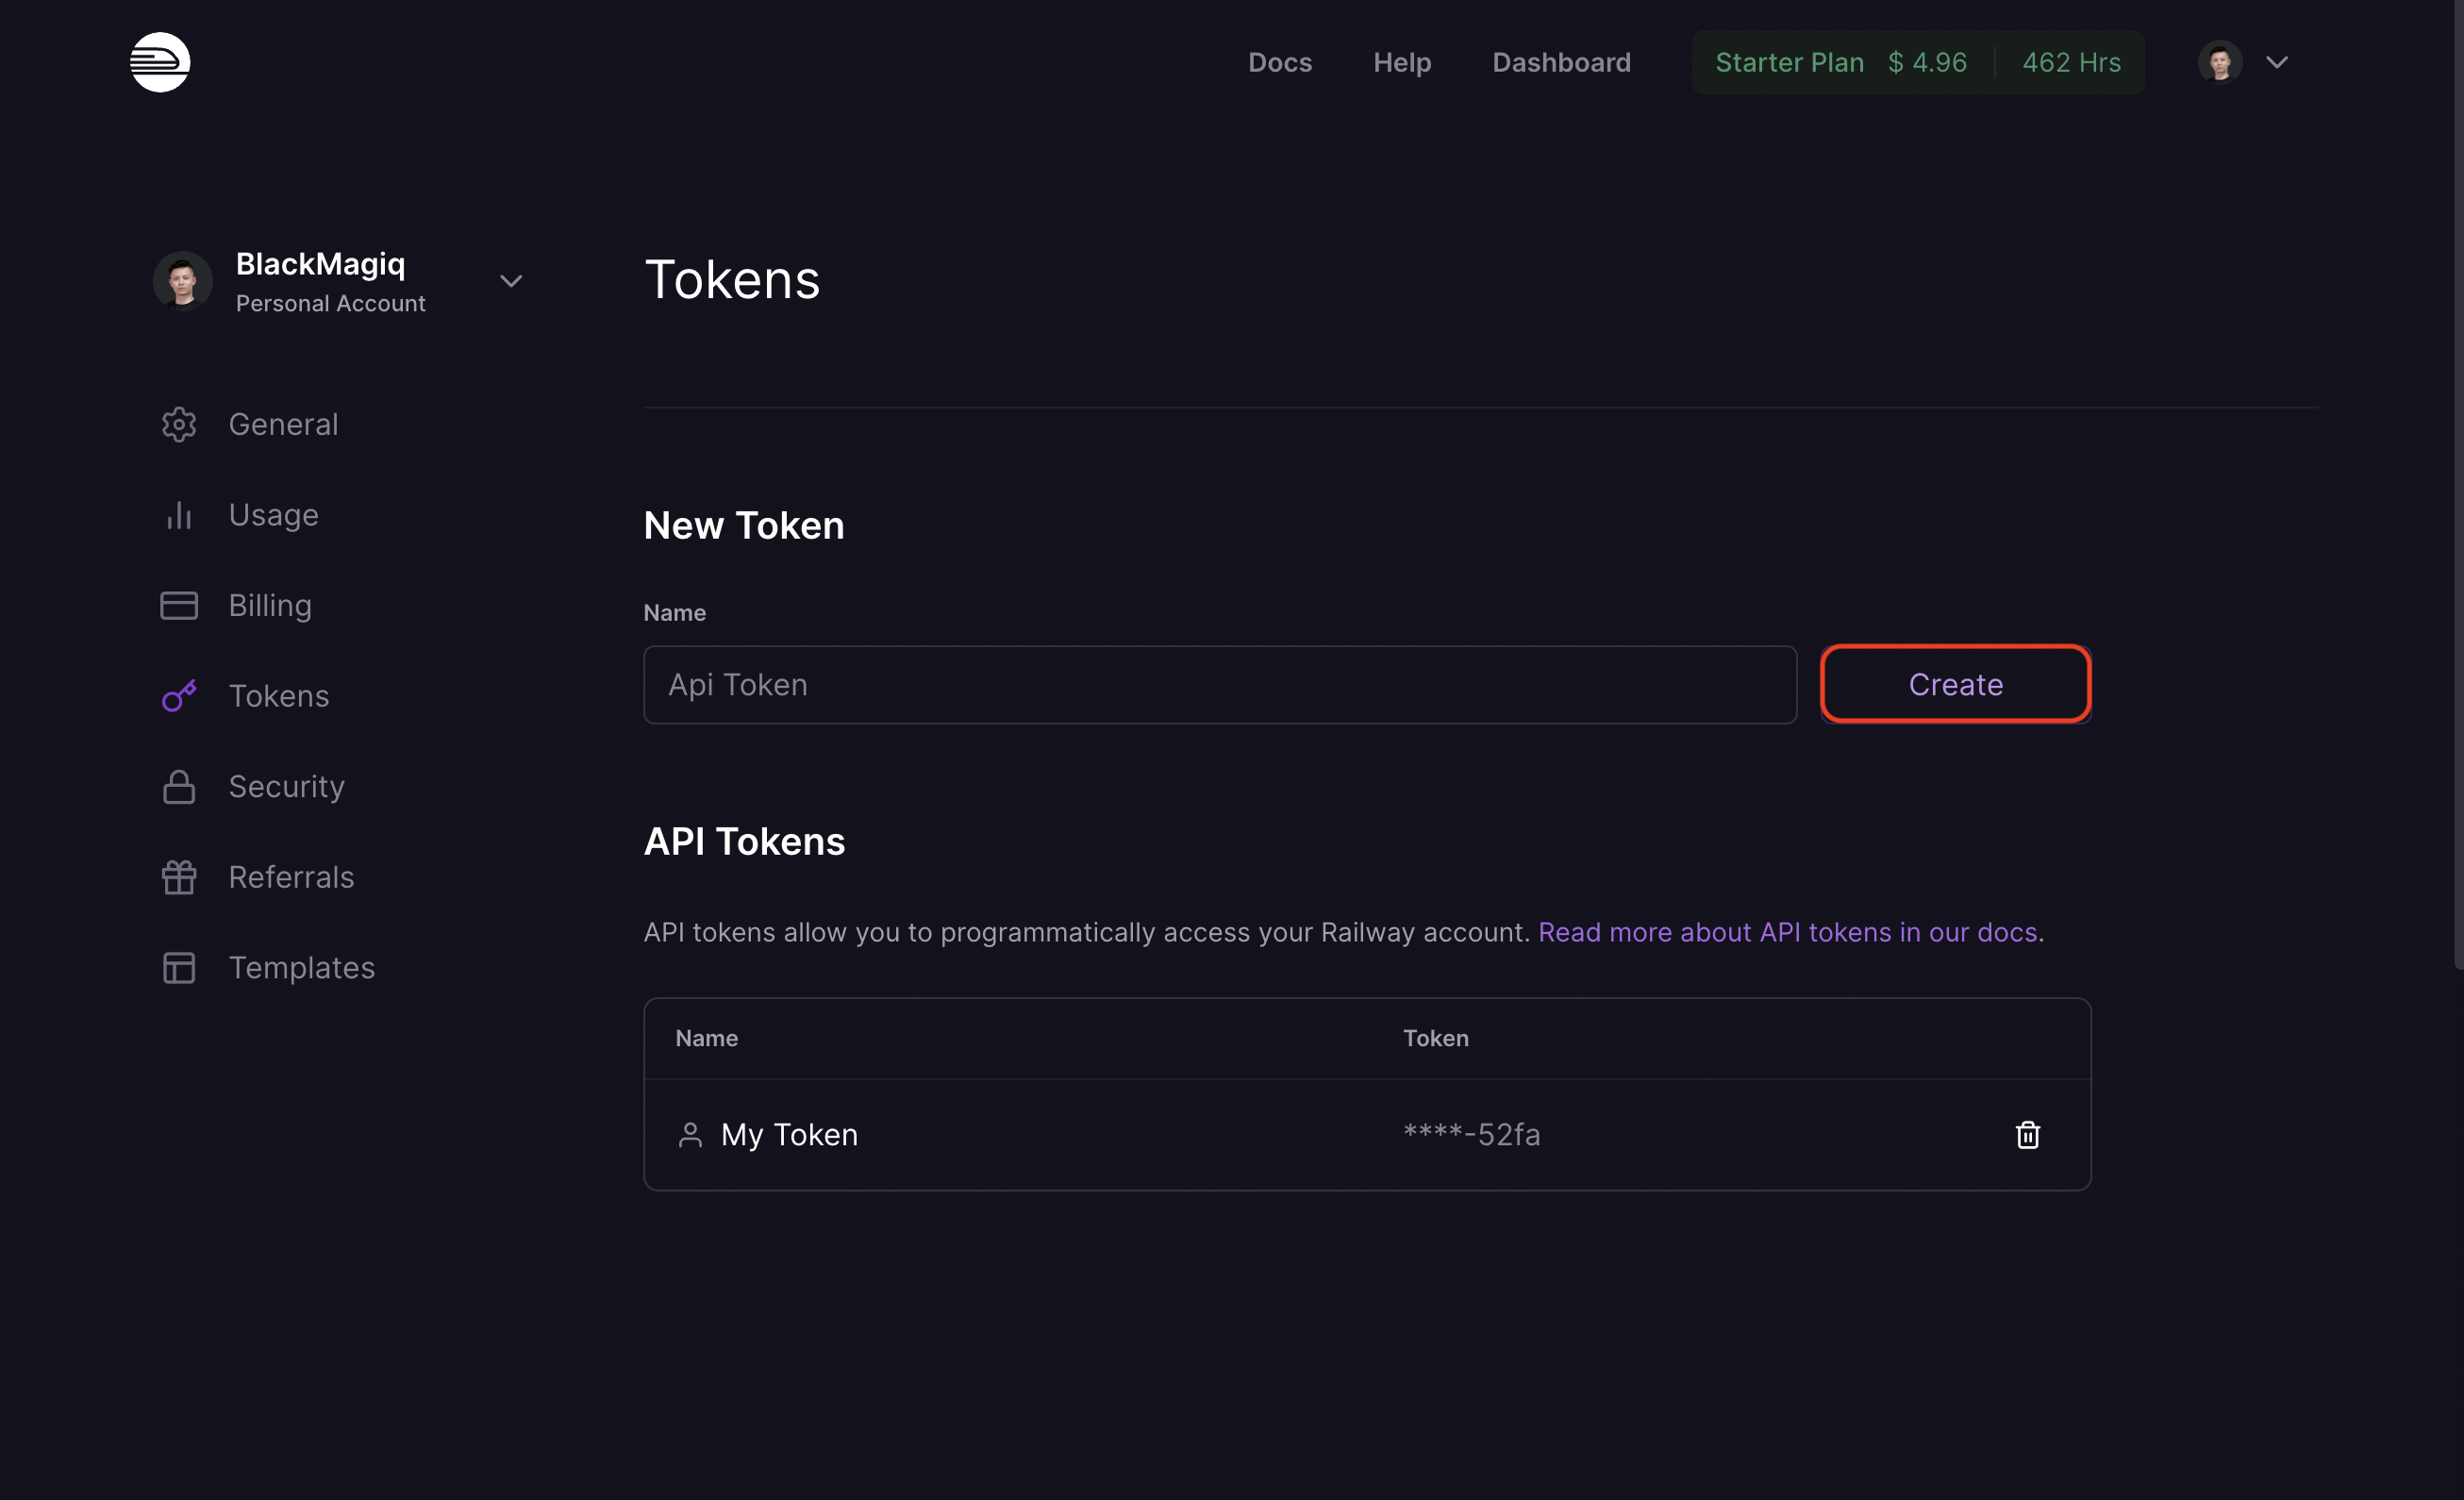 Docs Help Dashboard Starter Plan $ 4.96 462 Hrs
BlackMagiq
Personal Account
General
Usage
Billing
Tokens
Security
Referrals
Templates
Tokens
New Token
Name
Api Token Create
API Tokens
API tokens allow you to programmatically access your Railway account. Read more about API tokens in our docs.
Name Token
My Token ****-52fa